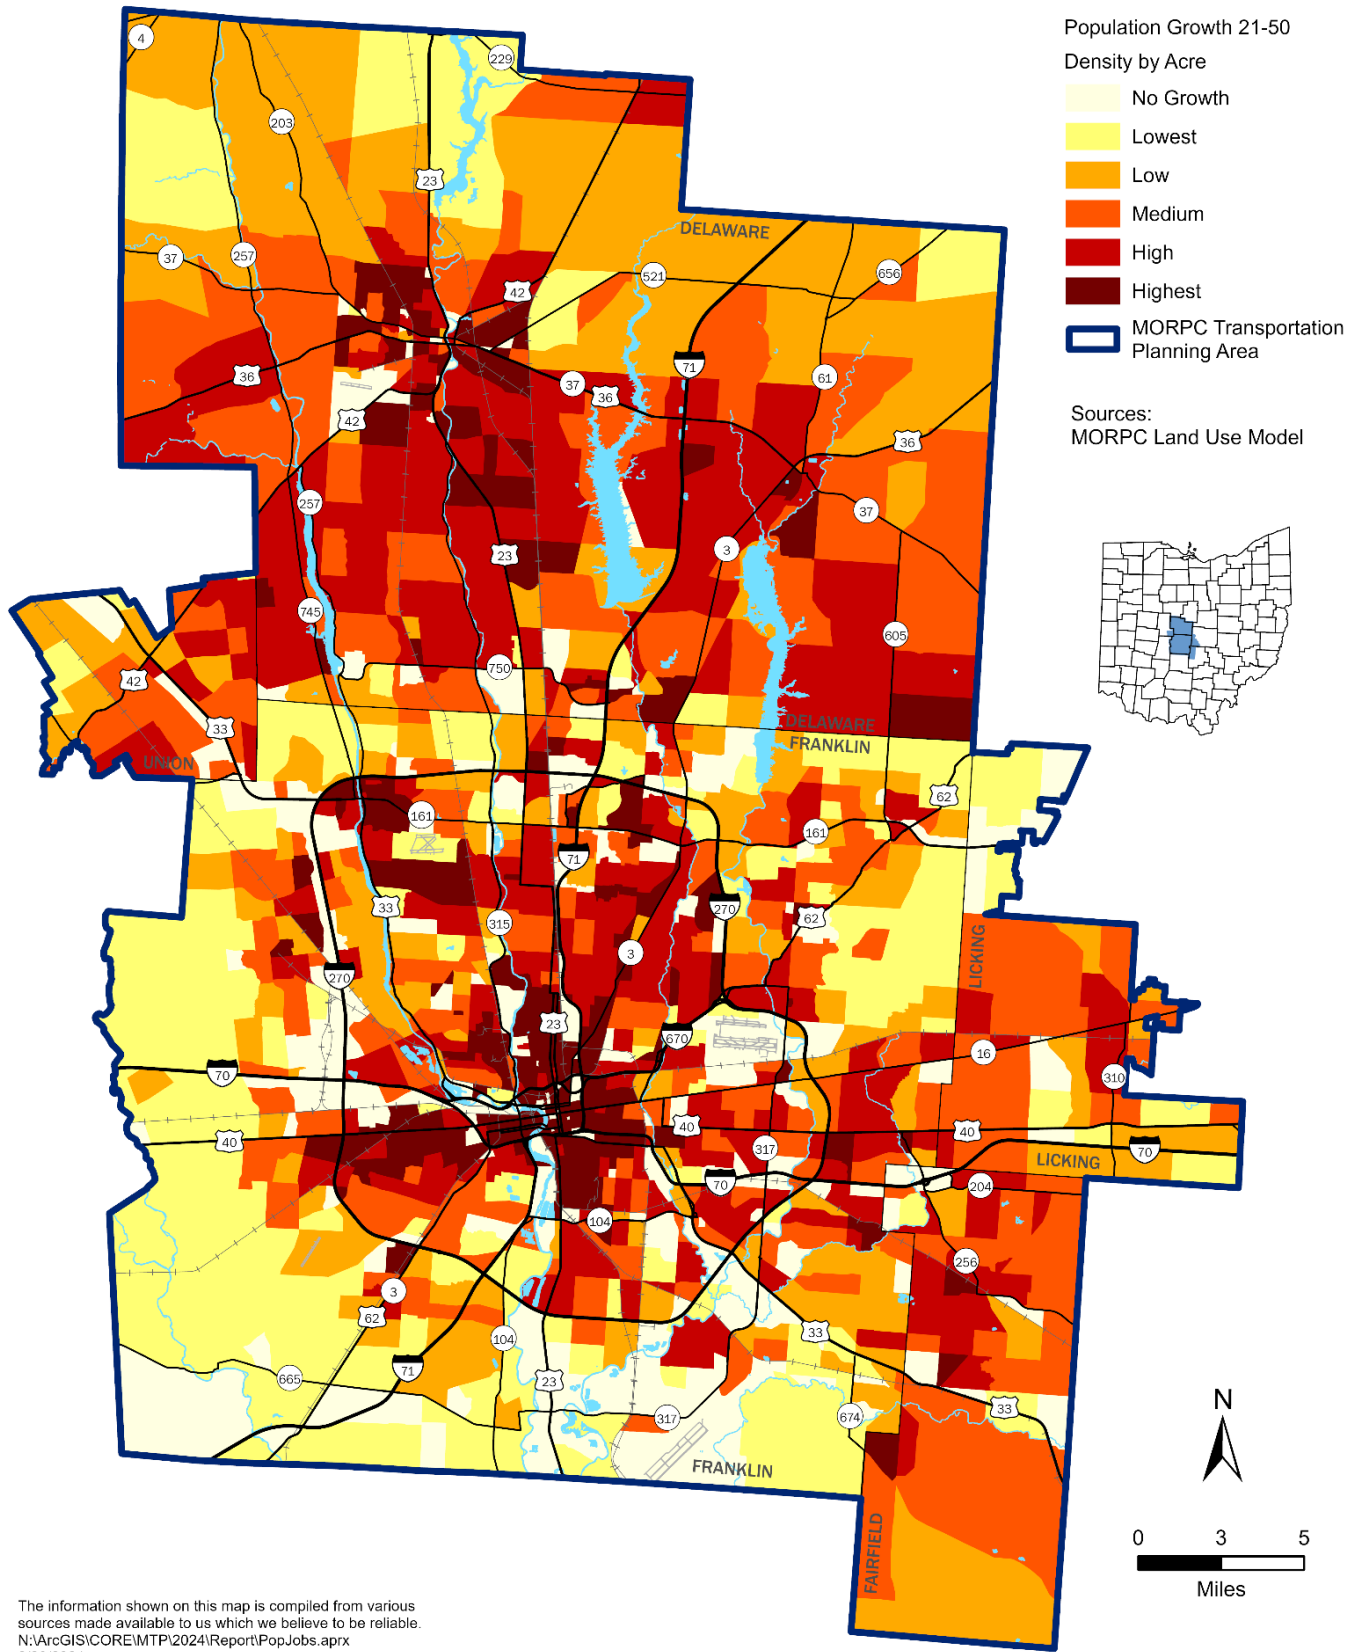 Population Growth 21-50
Density by Acre
No Growth
Lowest
Low
Medium
High
Highest
MORPC Transportation
Planning Area
Sources:
MORPC Land Use Model
4
229
203
23
DELAWARE
37
257
521
656
42
71
36
37
36
61
42
36
257
37
23
3
745
605
750
42
33
DELAWARE
FRANKLIN
UNION
62
161
161
71
33
270
62
315
3
LICKING
270
23
670
16
70
310
40
40
40
317
70
LICKING
70
204
104
256
3
62
104
33
71
665
23
33
317
674
FRANKLIN
FAIRFIELD
N
0 3 5
Miles
The information shown on this map is compiled from various
sources made available to us which we believe to be reliable.
N:\ArcGIS\CORE\MTP\2024\Report\PopJobs.aprx